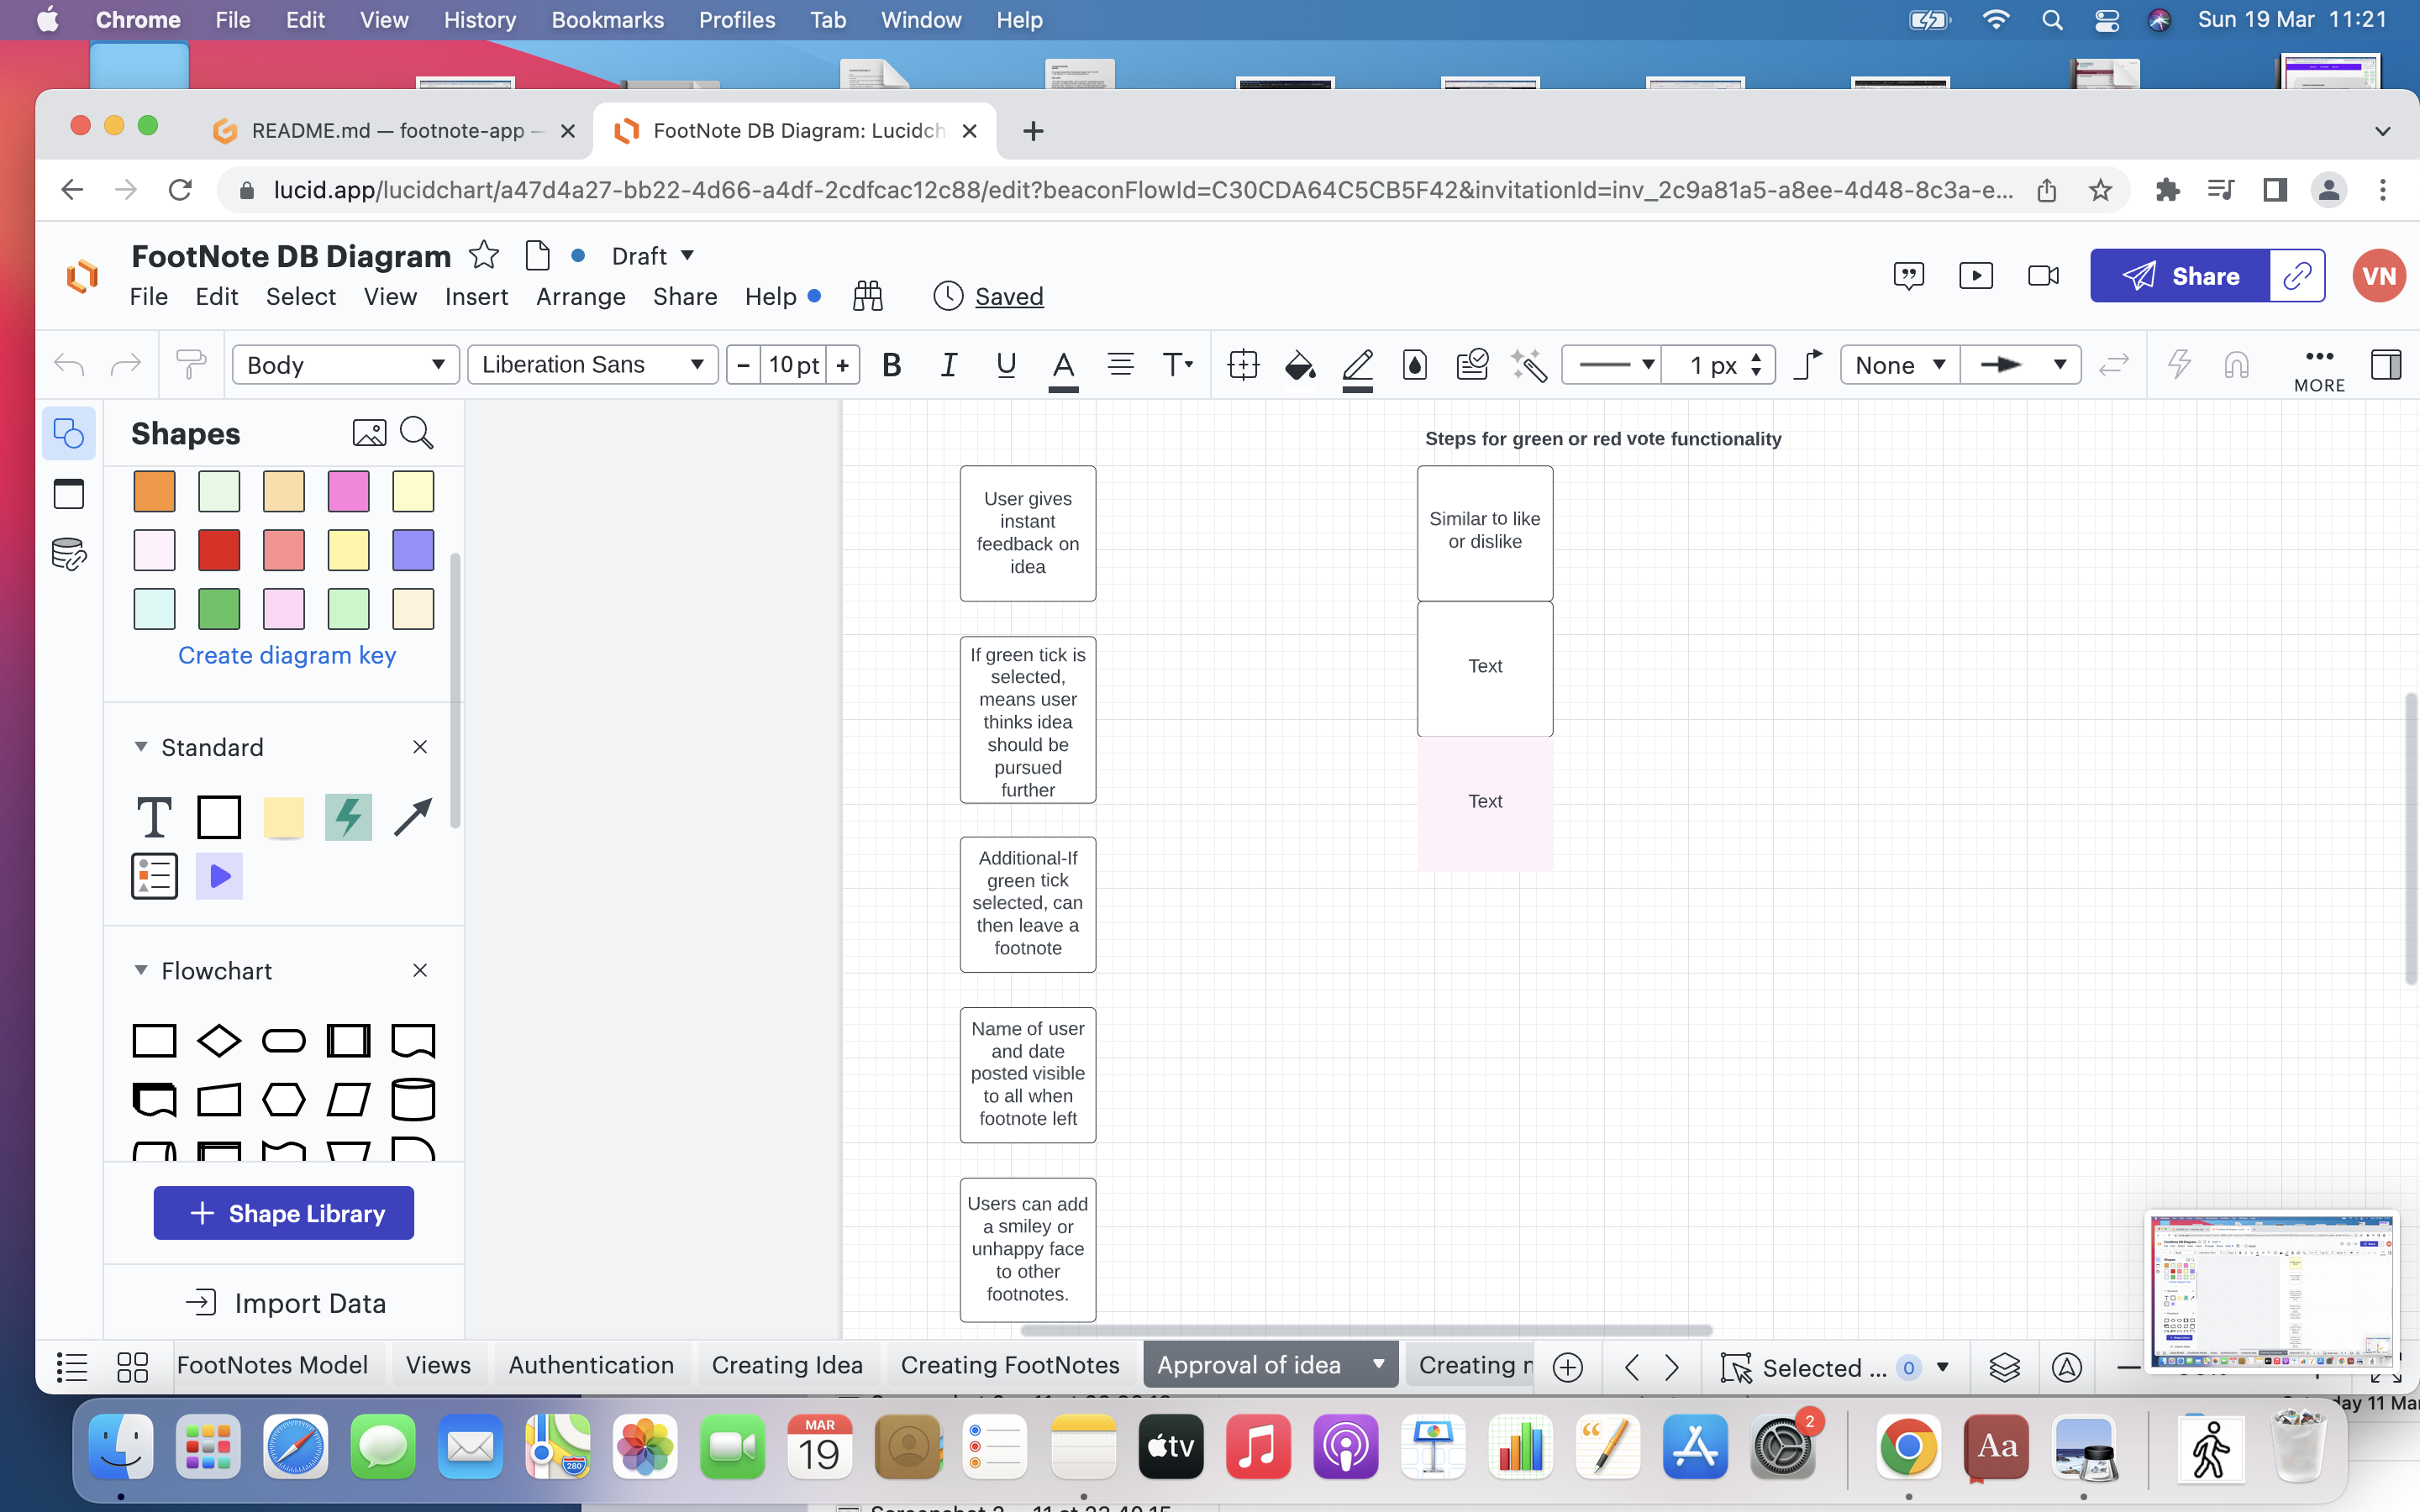 Chrome File Edit View History Bookmarks Profiles Tab Window Help Sun 19 Mar 11:21
README.md — footnote-app —
FootNote DB Diagram: Lucidch
lucid.app/lucidchart/a47d4a27-bb22-4d66-a4df-2cdfcac12c88/edit?beaconFlowId=C30CDA64C5CB5F42&invitationId=inv_2c9a81a5-a8ee-4d48-8c3a-e...
FootNote DB Diagram
Draft
File Edit Select View Insert Arrange Share Help
Saved
Share
VN
Body
Liberation Sans
- 10 pt +
B I U A T
1 px
None
MORE
Shapes
Create diagram key
Standard
T
Flowchart
Shape Library
Import Data
User gives
instant
feedback on
idea
If green tick is
selected,
means user
thinks idea
should be
pursued
further
Additional-If
green tick
selected, can
then leave a
footnote
Name of user
and date
posted visible
to all when
footnote left
Users can add
a smiley or
unhappy face
to other
footnotes.
Steps for green or red vote functionality
Similar to like
or dislike
Text
Text
FootNotes Model
Views
Authentication
Creating Idea
Creating FootNotes
Approval of idea
Creating
Selected ... 0
MAR
19
280
tv
2
Aa